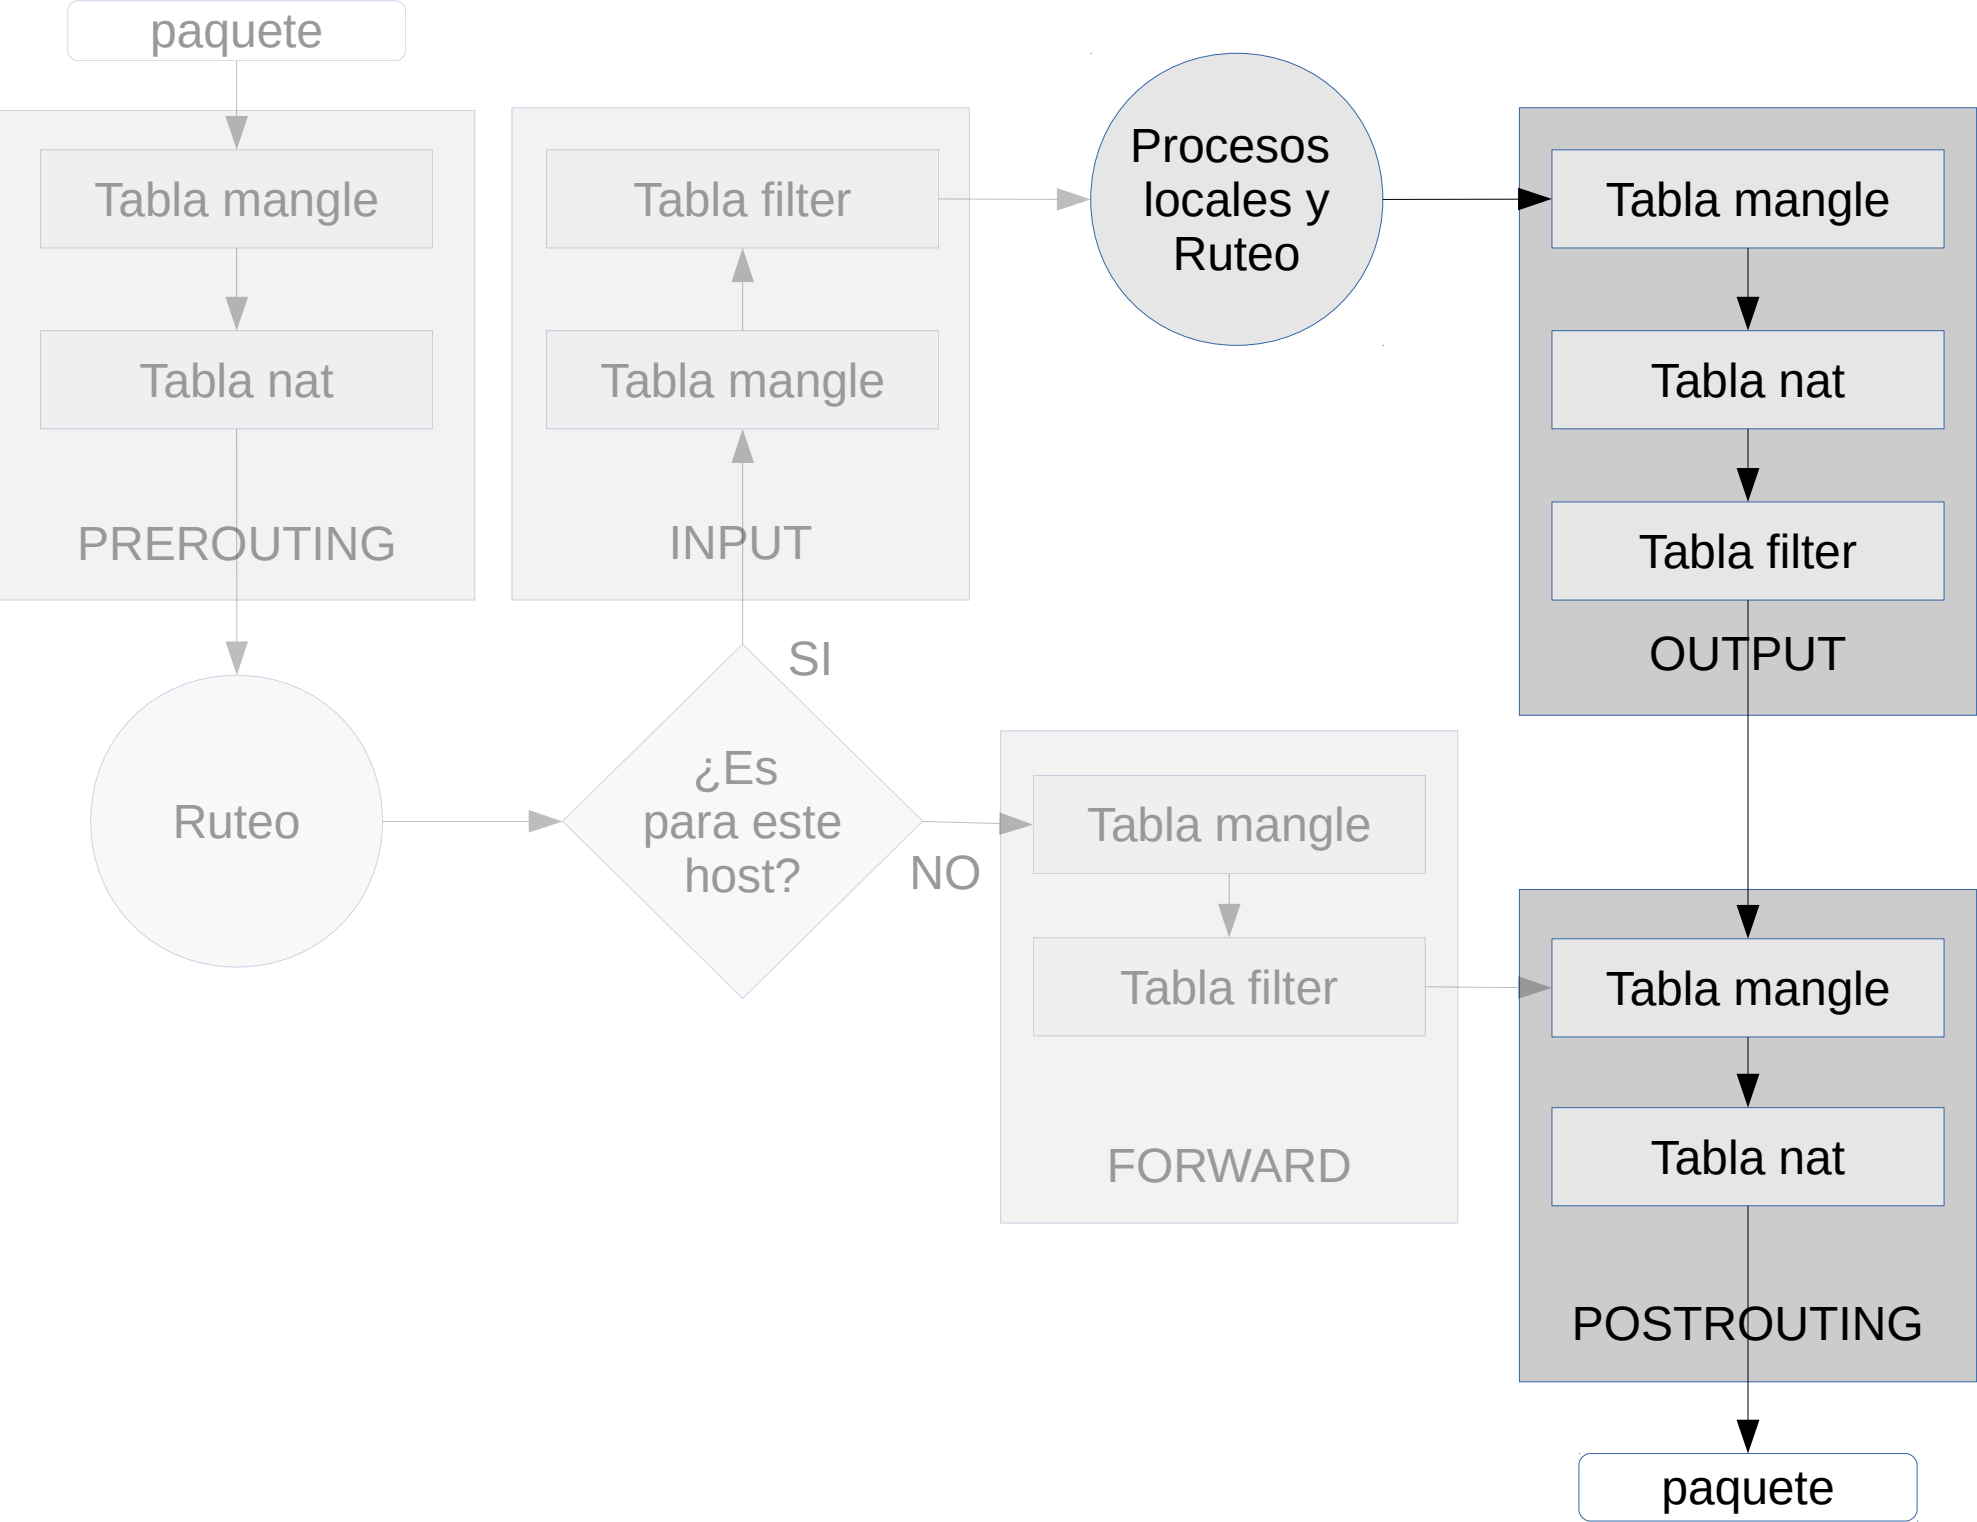 paquete
Tabla mangle
Tabla nat
PREROUTING
Ruteo
¿Es
para este
host?
SI
NO
Tabla filter
Tabla mangle
INPUT
Procesos
locales y
Ruteo
Tabla mangle
Tabla filter
FORWARD
Tabla mangle
Tabla nat
Tabla filter
OUTPUT
Tabla mangle
Tabla nat
POSTROUTING
paquete